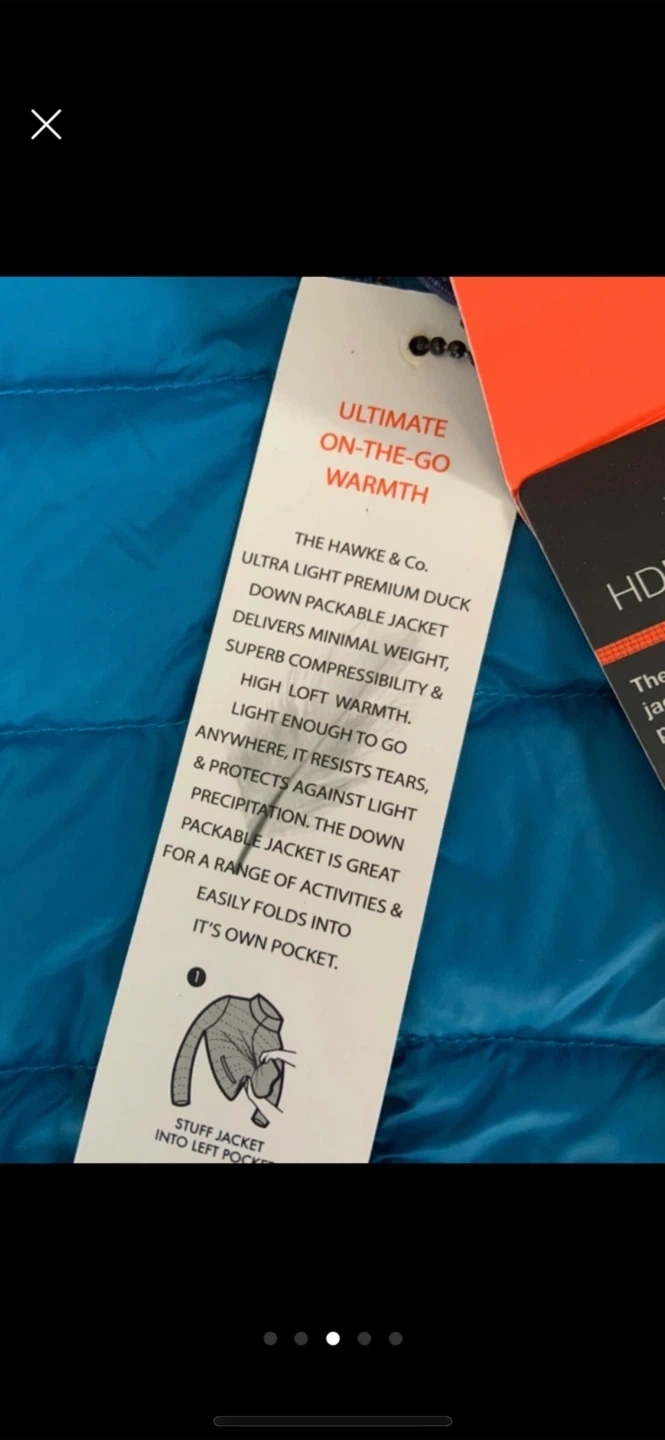 ULTIMATE
ON-THE-GO
WARMTH
THE HAWKE & Co.
ULTRA LIGHT PREMIUM DUCK
DOWN PACKABLE JACKET
DELIVERS MINIMAL WEIGHT,
SUPERB COMPRESSIBILITY &
HIGH LOFT WARMTH.
LIGHT ENOUGH TO GO
ANYWHERE, IT RESISTS TEARS,
& PROTECTS AGAINST LIGHT
PRECIPITATION. THE DOWN
PACKABLE JACKET IS GREAT
FOR A RANGE OF ACTIVITIES &
EASILY FOLDS INTO
IT'S OWN POCKET.
1
STUFF JACKET
INTO LEFT
The